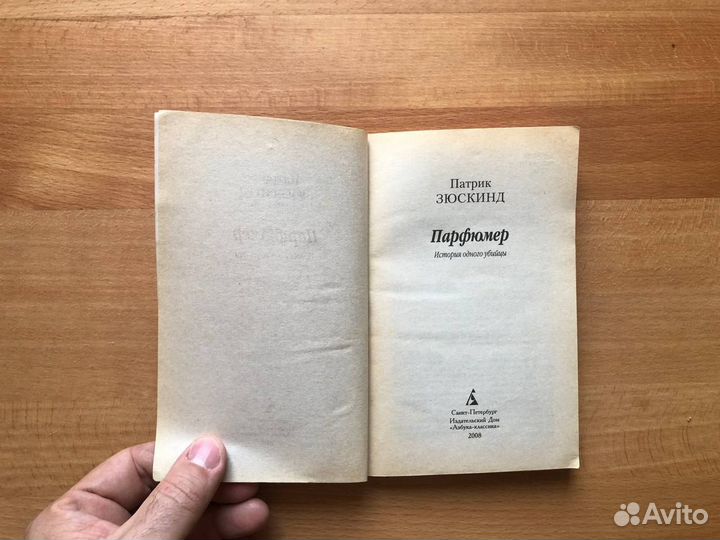 Патрик
ЗЮСКИНД
Парфюмер
История одного убийцы
Санкт-Петербург
Издательский Дом
«Азбука-классика»
2008
Avito